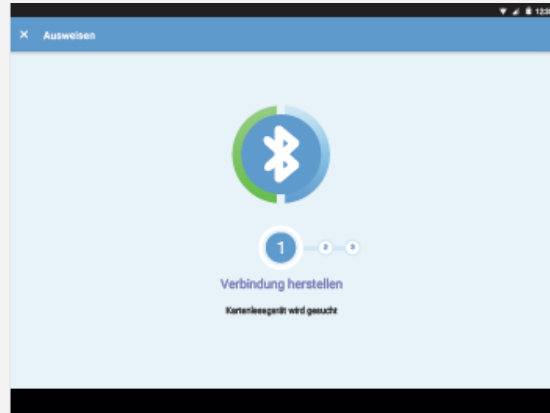 Ausweisen
1 2 3
Verbindung herstellen
Kartenlesegerät wird gesucht